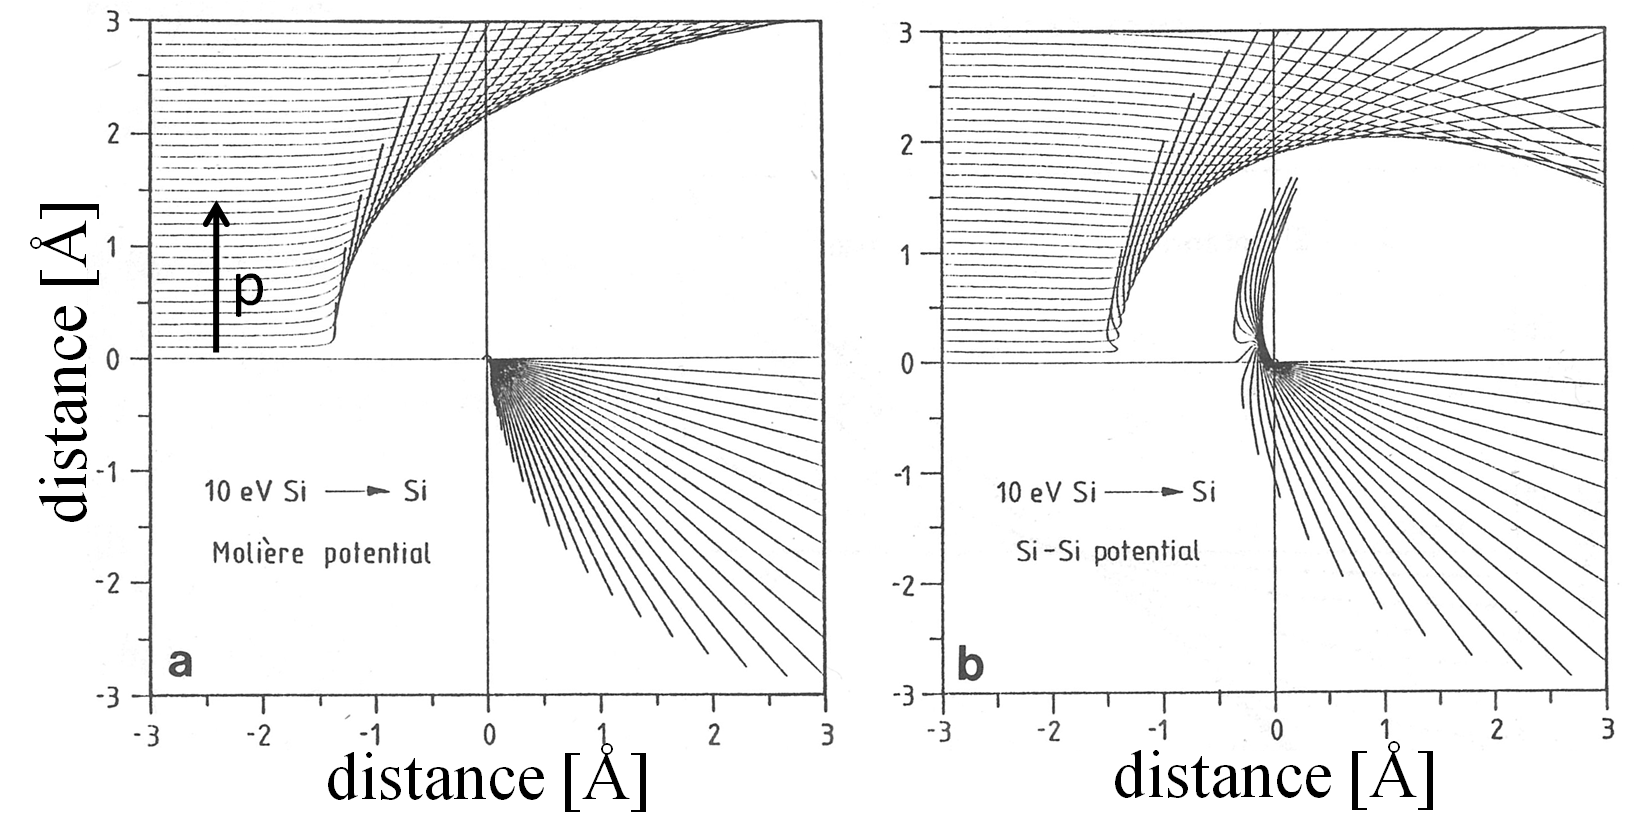 3
2
1
0
-1
-2
-3
-3
-2
-1
0
1
2
3
distance [Å]
distance [Å]
p
10 eV Si Si
Molière potential
a
3
2
1
0
-1
-2
-3
-3
-2
-1
0
1
2
3
distance [Å]
10 eV Si Si
Si-Si potential
b